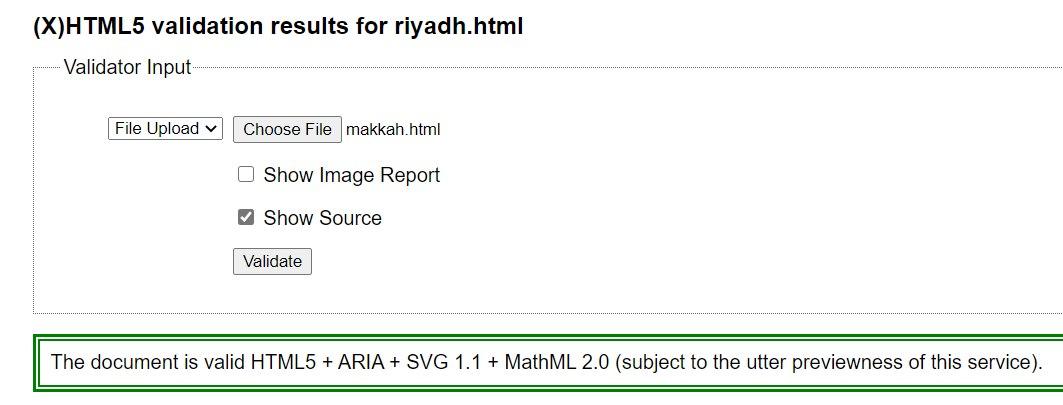 (X)HTML5 validation results for riyadh.html
Validator Input
File Upload Choose File makkah.html
Show Image Report
Show Source
Validate
The document is valid HTML5 + ARIA + SVG 1.1 + MathML 2.0 (subject to the utter previewness of this service).